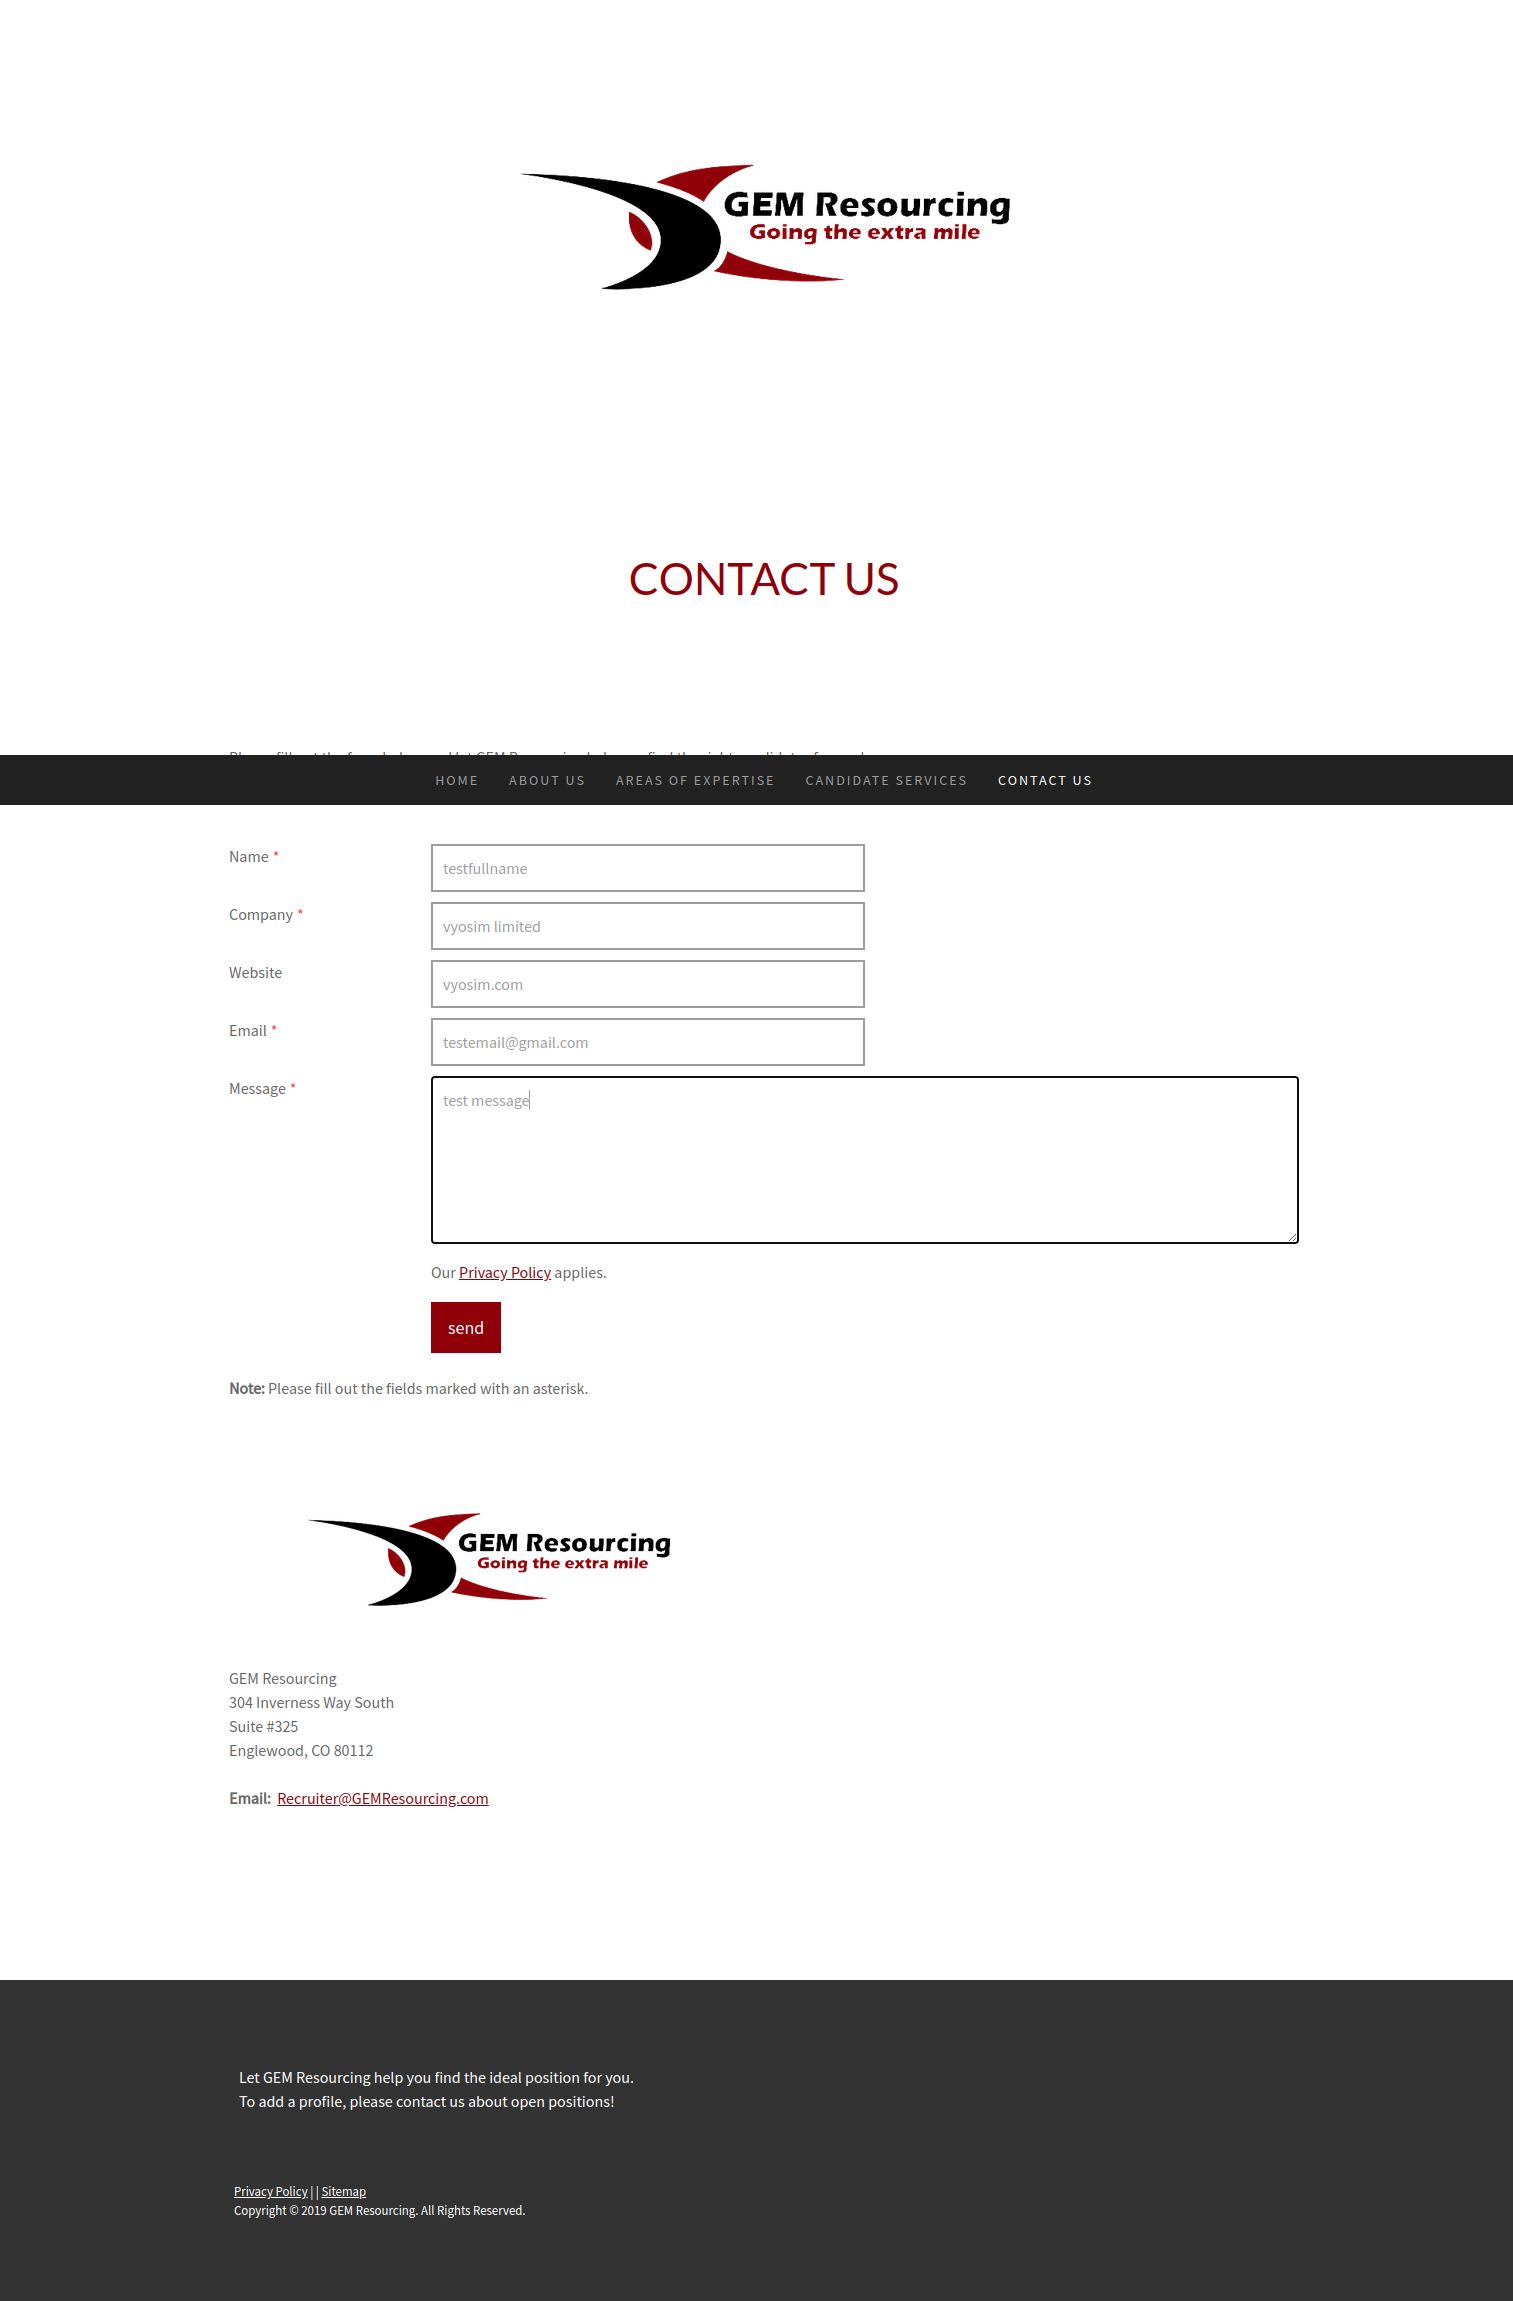 GEM Resourcing
Going the extra mile
CONTACT US
HOME ABOUT US AREAS OF EXPERTISE CANDIDATE SERVICES CONTACT US
Name *
testfullname
Company *
vyosim limited
Website
vyosim.com
Email *
testemail@gmail.com
Message *
test message
Our Privacy Policy applies.
send
Note: Please fill out the fields marked with an asterisk.
GEM Resourcing
Going the extra mile
GEM Resourcing
304 Inverness Way South
Suite #325
Englewood, CO 80112
Email: Recruiter@GEMResourcing.com
Let GEM Resourcing help you find the ideal position for you.
To add a profile, please contact us about open positions!
Privacy Policy | | Sitemap
Copyright © 2019 GEM Resourcing. All Rights Reserved.